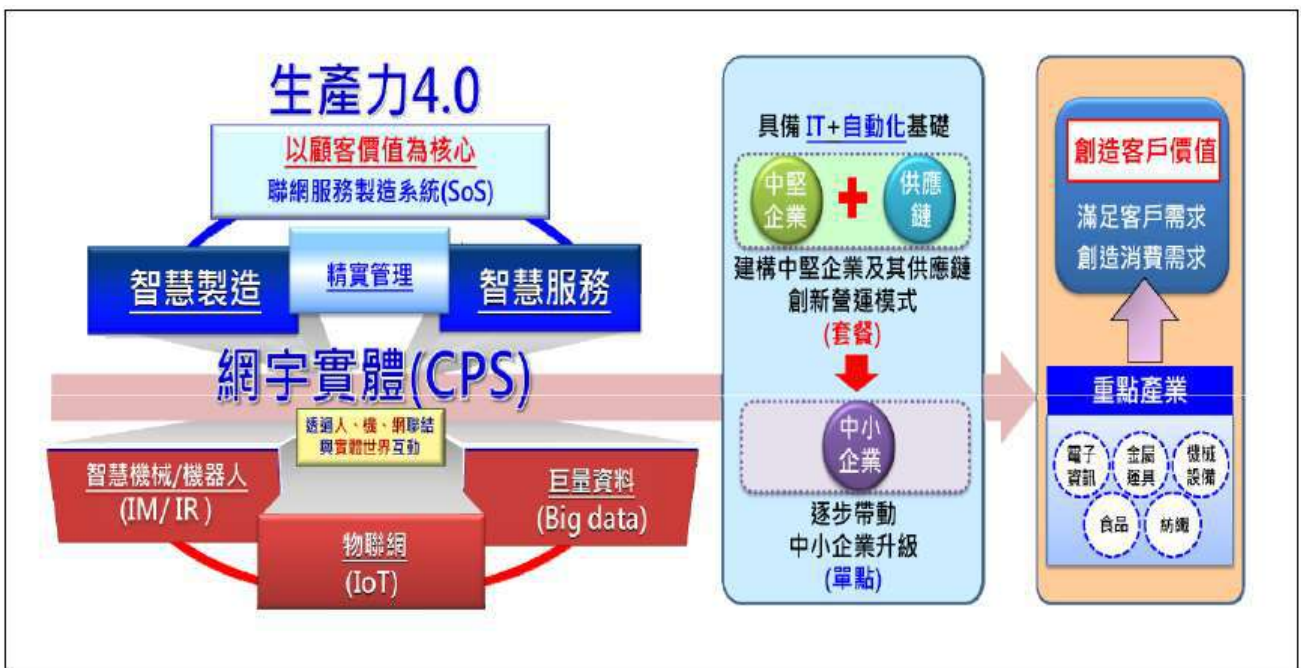 生產力4.0
以顧客價值為核心
聯網服務製造系統(SoS)
智慧製造
精實管理
智慧服務
網宇實體(CPS)
透過人、機、網聯結
與實體世界互動
智慧機械/機器人
(IM/ IR )
巨量資料
(Big data)
物聯網
(IoT)
具備 IT+自動化基礎
中堅
企業
供應
鏈
建構中堅企業及其供應鏈
創新營運模式
(套餐)
中小
企業
逐步帶動
中小企業升級
(單點)
創造客戶價值
滿足客戶需求
創造消費需求
重點產業
電子
資訊
金屬
運具
機械
設備
食品
紡織